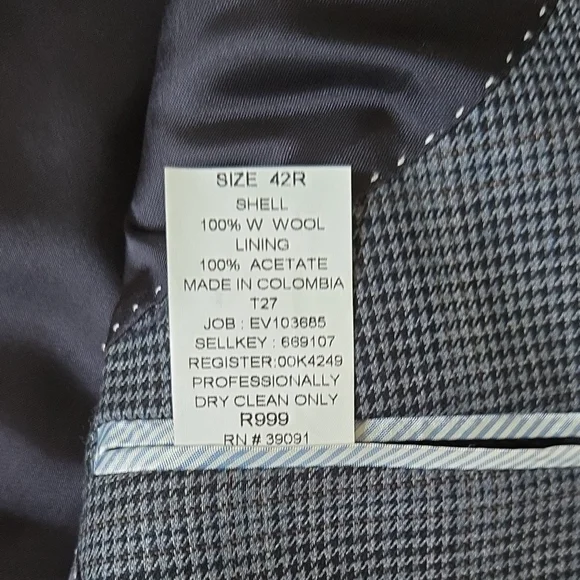 SIZE 42R
SHELL
100% W WOOL
LINING
100% ACETATE
MADE IN COLOMBIA
T27
JOB : EV103685
SELLKEY : 669107
REGISTER:00K4249
PROFESSIONALLY
DRY CLEAN ONLY
R999
RN # 39091